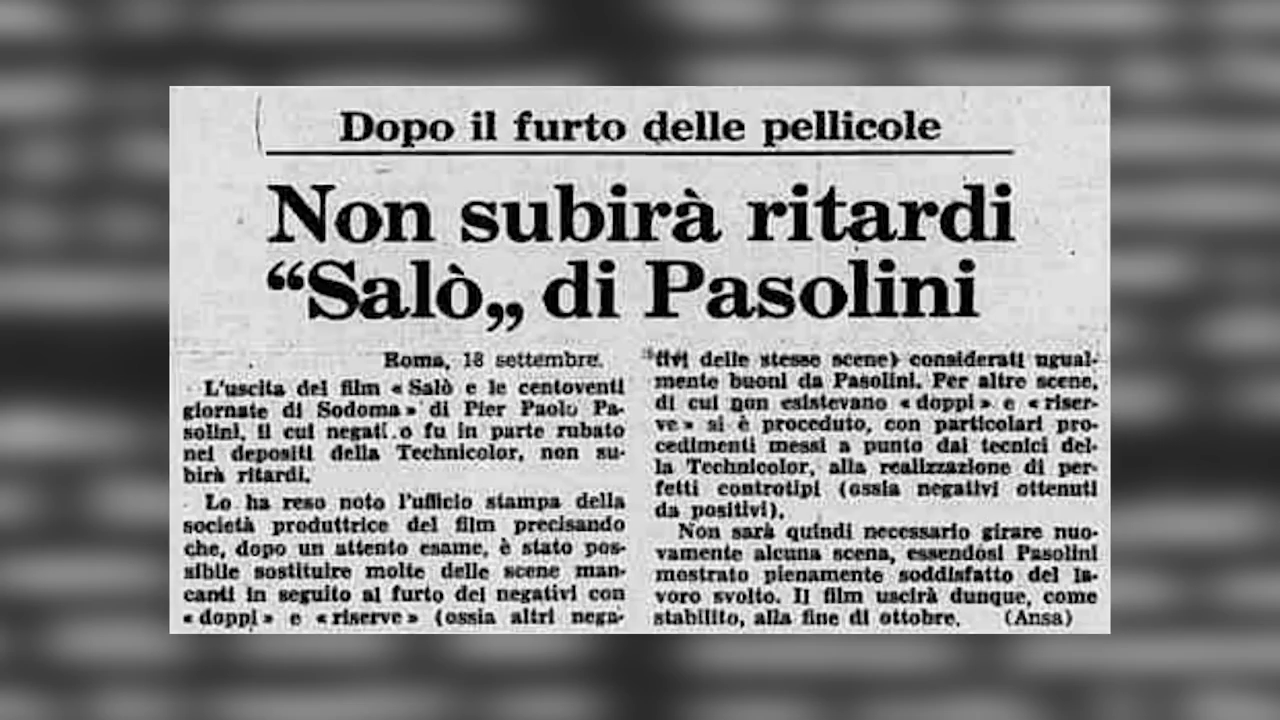 Dopo il furto delle pellicole
Non subirà ritardi
“Salò„ di Pasolini
Roma, 18 settembre.
L'uscita del film «Salò e le centoventi
giornate di Sodoma» di Pier Paolo Pa-
solini, il cui negati.o fu in parte rubato
nei depositi della Technicolor, non su-
birà ritardi.
Lo ha reso noto l'ufficio stampa della
società produttrice del film precisando
che, dopo un attento esame, è stato pos-
sibile sostituire molte delle scene man-
canti in seguito al furto dei negativi con
«doppi» e «riserve» (ossia altri nega-
tivi delle stesse scene) considerati ugual-
mente buoni da Pasolini. Per altre scene,
di cui non esistevano «doppi» e «riser-
ve» si è proceduto, con particolari pro-
cedimenti messi a punto dai tecnici del-
la Technicolor, alla realizzazione di per-
fetti controtipi (ossia negativi ottenuti
da positivi).
Non sarà quindi necessario girare nuo-
vamente alcuna scena, essendosi Pasolini
mostrato pienamente soddisfatto del la-
voro svolto. Il film uscirà dunque, come
stabilito, alla fine di ottobre. (Ansa)